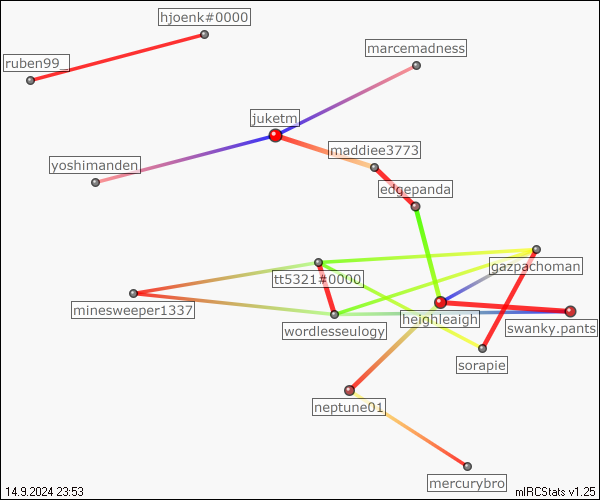 hjoenk#0000
ruben99_
marcemadness
juketm
maddiee3773
yoshimanden
edgepanda
gazpachoman
tt5321#0000
minesweeper1337
heighleaigh
wordlesseulogy
swanky.pants
sorapie
neptune01
mercurybro
14.9.2024 23:53
mIRCStats v1.25